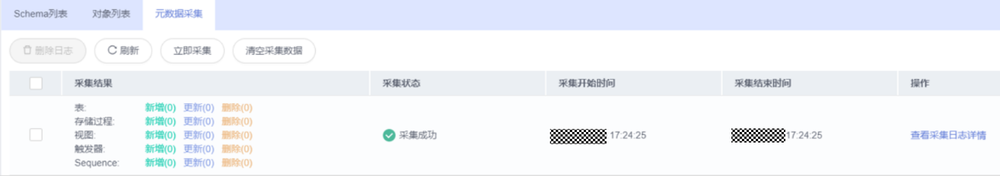 Schema列表 对象列表 元数据采集
删除日志 刷新 立即采集 清空采集数据
采集结果 采集状态 采集开始时间 采集结束时间 操作
表: 新增(0) 更新(0) 删除(0)
存储过程: 新增(0) 更新(0) 删除(0)
视图: 新增(0) 更新(0) 删除(0) 采集成功 17:24:25 17:24:25 查看采集日志详情
触发器: 新增(0) 更新(0) 删除(0)
Sequence: 新增(0) 更新(0) 删除(0)